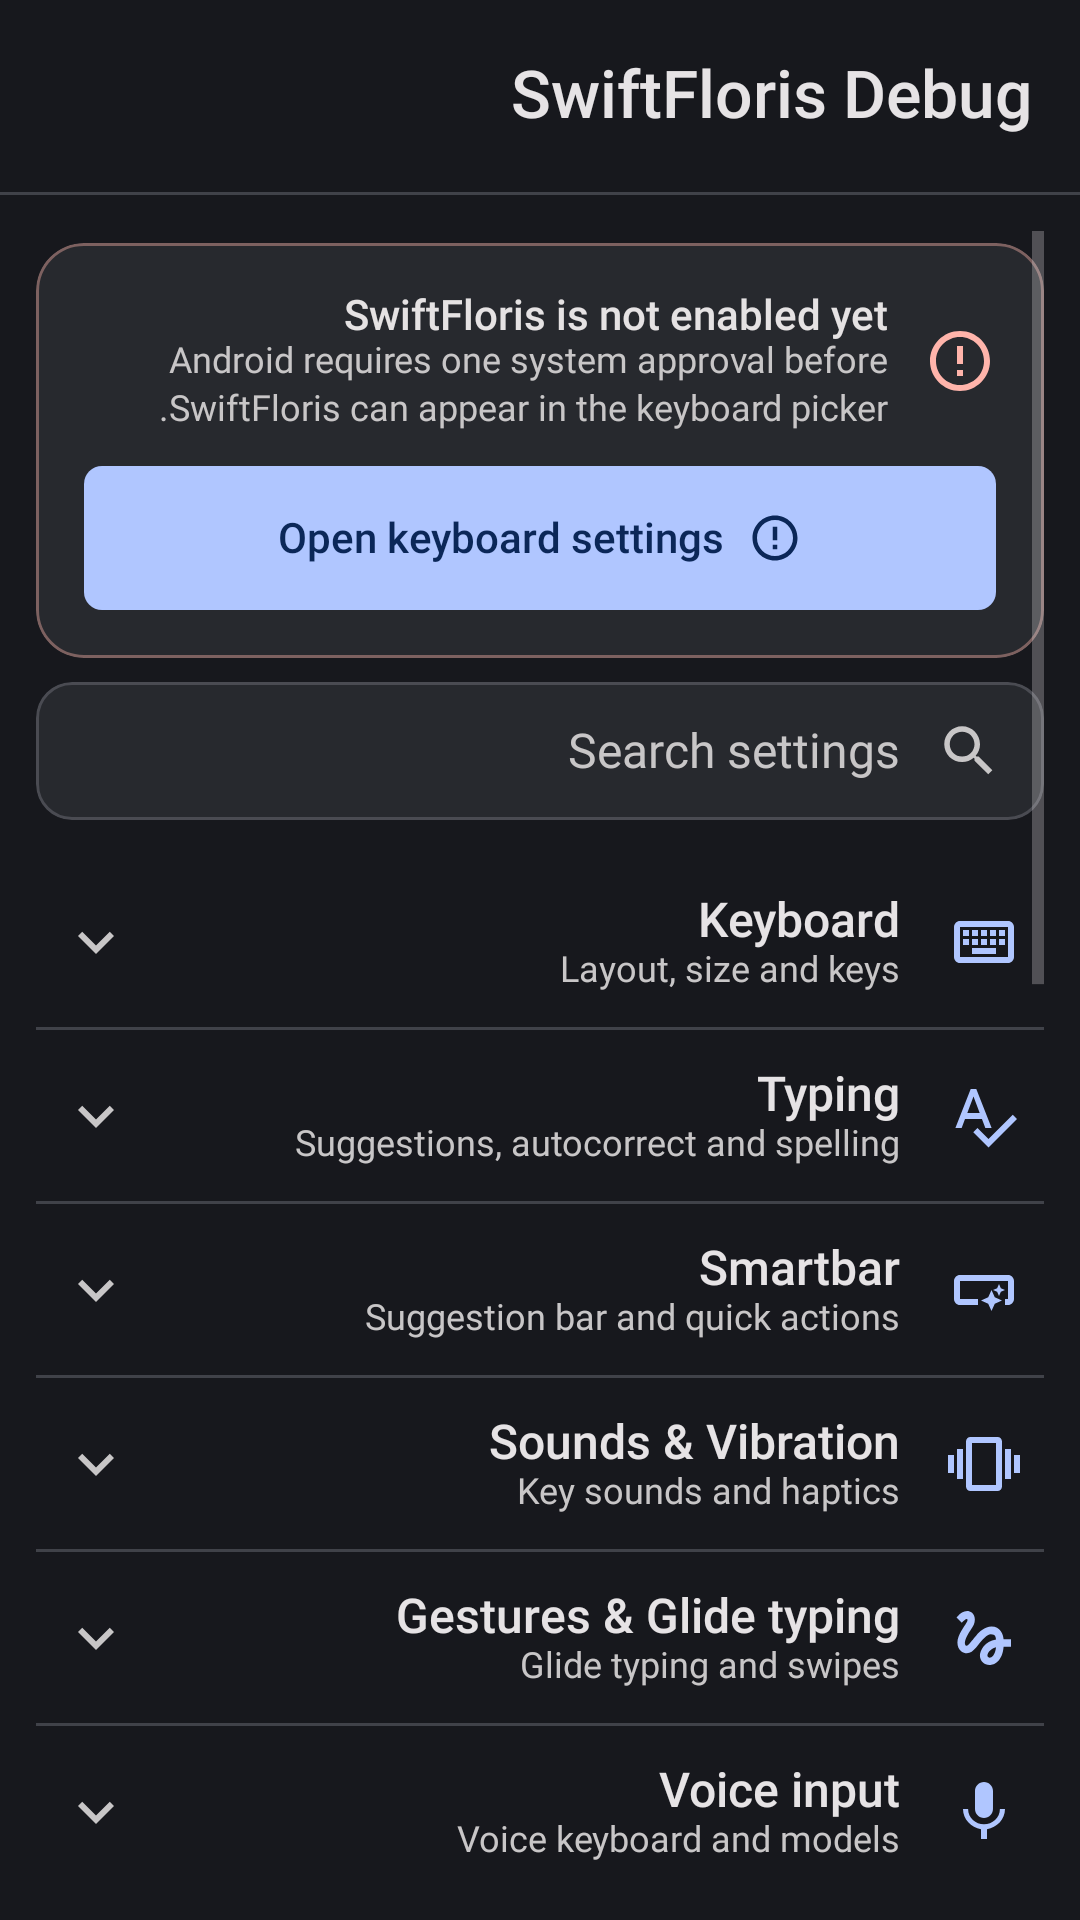 SwiftFloris Debug
SwiftFloris is not enabled yet
Android requires one system approval before
.SwiftFloris can appear in the keyboard picker
Open keyboard settings
Search settings
Keyboard
Layout, size and keys
Typing
Suggestions, autocorrect and spelling
Smartbar
Suggestion bar and quick actions
Sounds & Vibration
Key sounds and haptics
Gestures & Glide typing
Glide typing and swipes
Voice input
Voice keyboard and models